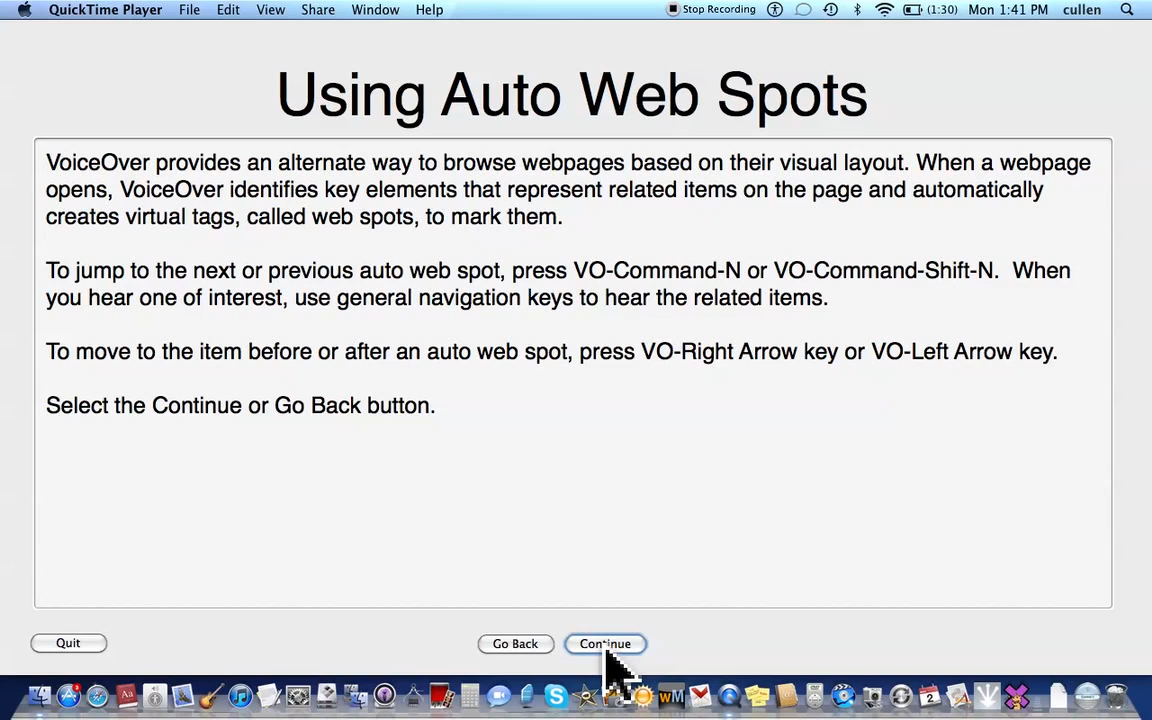 QuickTime Player File Edit View Share Window Help Stop Recording (1:30) Mon 1:41 PM cullen
Using Auto Web Spots
VoiceOver provides an alternate way to browse webpages based on their visual layout. When a webpage
opens, VoiceOver identifies key elements that represent related items on the page and automatically
creates virtual tags, called web spots, to mark them.
To jump to the next or previous auto web spot, press VO-Command-N or VO-Command-Shift-N.  When
you hear one of interest, use general navigation keys to hear the related items.
To move to the item before or after an auto web spot, press VO-Right Arrow key or VO-Left Arrow key.
Select the Continue or Go Back button.
Quit Go Back Continue
3 Aa WM 2